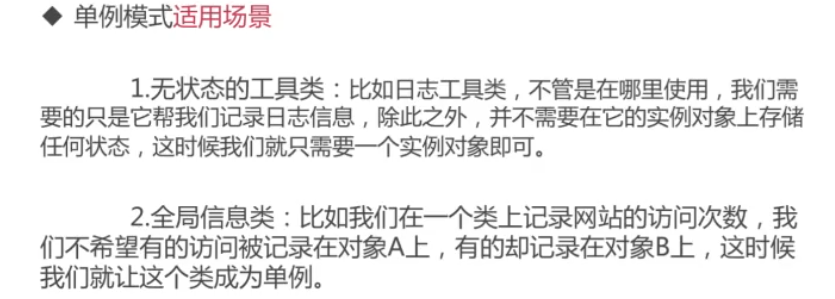 ◆ 单例模式适用场景
1.无状态的工具类：比如日志工具类，不管是在哪里使用，我们需
要的只是它帮我们记录日志信息，除此之外，并不需要在它的实例对象上存储
任何状态，这时候我们就只需要一个实例对象即可。
2.全局信息类：比如我们在一个类上记录网站的访问次数，我
们不希望有的访问被记录在对象A上，有的却记录在对象B上，这时候
我们就让这个类成为单例。